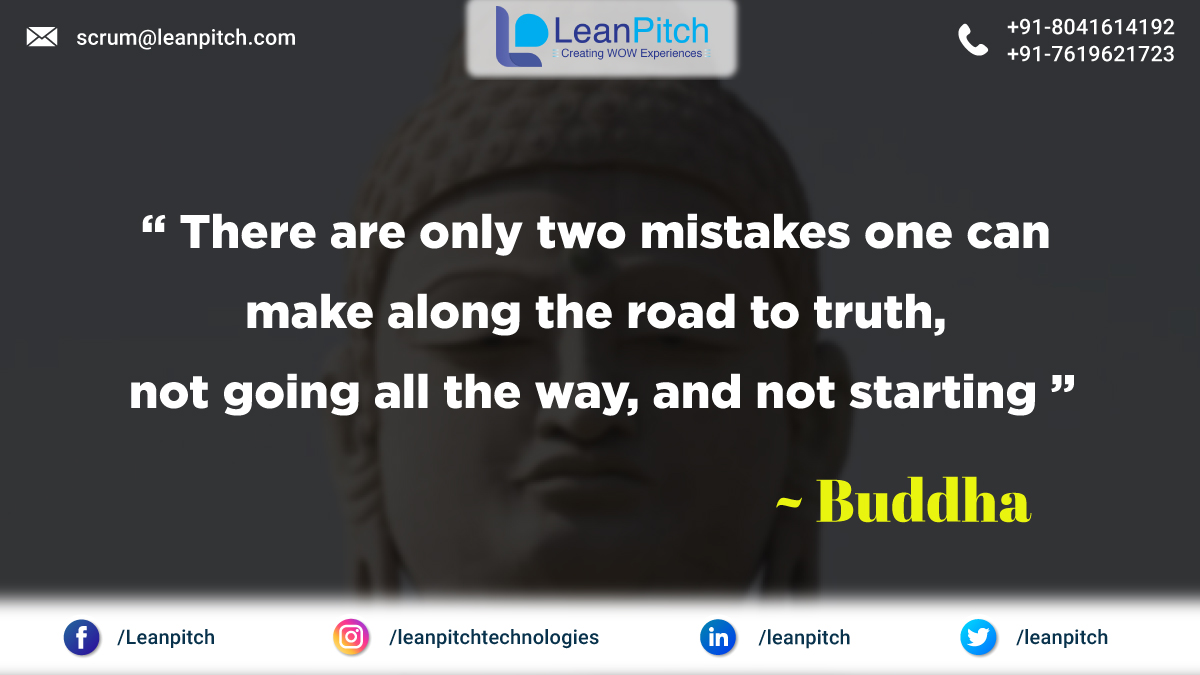 scrum@leanpitch.com
LeanPitch
Creating WOW Experiences
+91-8041614192
+91-7619621723
“ There are only two mistakes one can
make along the road to truth,
not going all the way, and not starting ”
~ Buddha
/Leanpitch
/leanpitchtechnologies
/leanpitch
/leanpitch